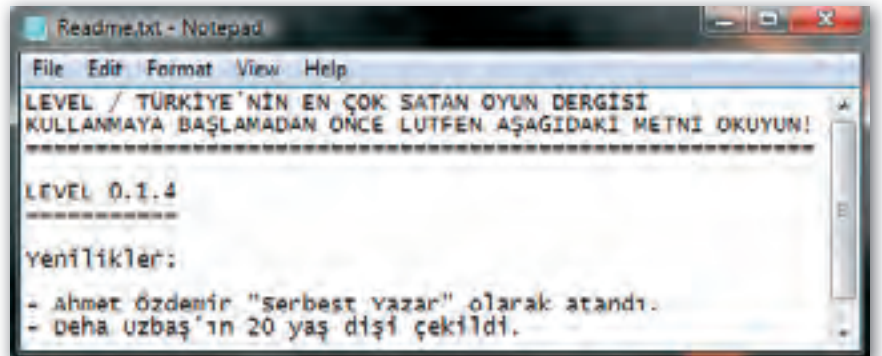 Readme.txt - Notepad
File Edit Format View Help
LEVEL / TÜRKİYE'NİN EN ÇOK SATAN OYUN DERGİSİ
KULLANMAYA BAŞLAMADAN ÖNCE LÜTFEN AŞAĞIDAKİ METNİ OKUYUN!
LEVEL 0.1.4
Yenilikler:
- Ahmet Özdemir "Serbest Yazar" olarak atandı.
- Deha Uzbaş'ın 20 yaş dişi çekildi.